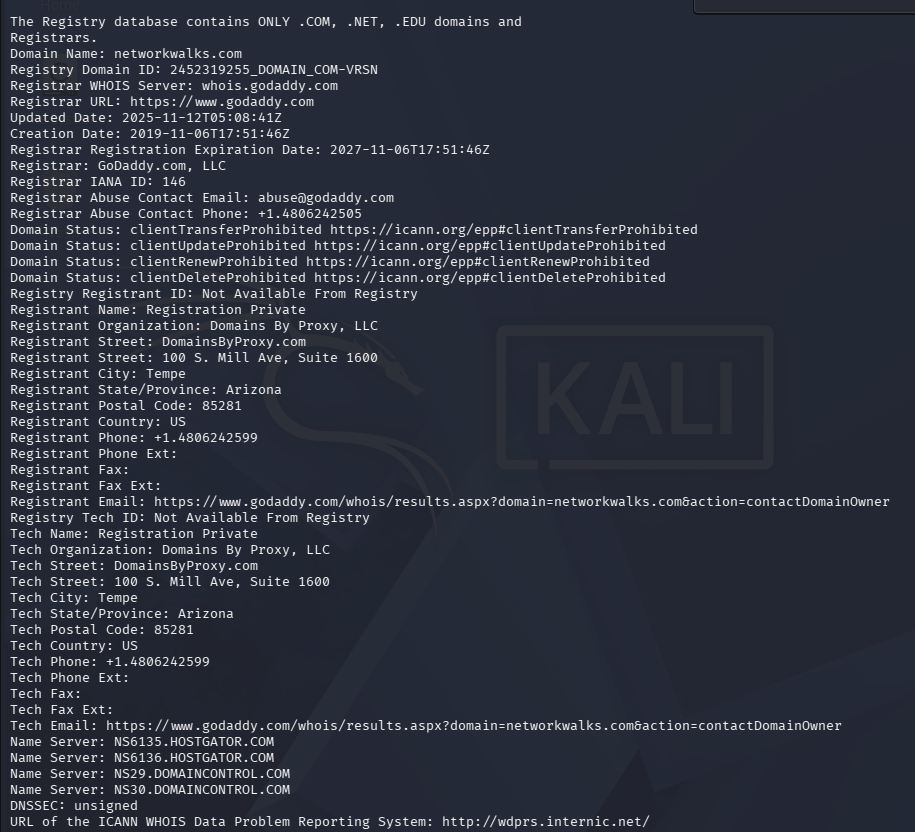 Home
The Registry database contains ONLY .COM, .NET, .EDU domains and
Registrars.
Domain Name: networkwalks.com
Registry Domain ID: 2452319255_DOMAIN_COM-VRSN
Registrar WHOIS Server: whois.godaddy.com
Registrar URL: https://www.godaddy.com
Updated Date: 2025-11-12T05:08:41Z
Creation Date: 2019-11-06T17:51:46Z
Registrar Registration Expiration Date: 2027-11-06T17:51:46Z
Registrar: GoDaddy.com, LLC
Registrar IANA ID: 146
Registrar Abuse Contact Email: abuse@godaddy.com
Registrar Abuse Contact Phone: +1.4806242505
Domain Status: clientTransferProhibited https://icann.org/epp#clientTransferProhibited
Domain Status: clientUpdateProhibited https://icann.org/epp#clientUpdateProhibited
Domain Status: clientRenewProhibited https://icann.org/epp#clientRenewProhibited
Domain Status: clientDeleteProhibited https://icann.org/epp#clientDeleteProhibited
Registry Registrant ID: Not Available From Registry
Registrant Name: Registration Private
Registrant Organization: Domains By Proxy, LLC
Registrant Street: DomainsByProxy.com
Registrant Street: 100 S. Mill Ave, Suite 1600
Registrant City: Tempe
Registrant State/Province: Arizona
Registrant Postal Code: 85281
Registrant Country: US
Registrant Phone: +1.4806242599
Registrant Phone Ext:
Registrant Fax:
Registrant Fax Ext:
Registrant Email: https://www.godaddy.com/whois/results.aspx?domain=networkwalks.com&action=contactDomainOwner
Registry Tech ID: Not Available From Registry
Tech Name: Registration Private
Tech Organization: Domains By Proxy, LLC
Tech Street: DomainsByProxy.com
Tech Street: 100 S. Mill Ave, Suite 1600
Tech City: Tempe
Tech State/Province: Arizona
Tech Postal Code: 85281
Tech Country: US
Tech Phone: +1.4806242599
Tech Phone Ext:
Tech Fax:
Tech Fax Ext:
Tech Email: https://www.godaddy.com/whois/results.aspx?domain=networkwalks.com&action=contactDomainOwner
Name Server: NS6135.HOSTGATOR.COM
Name Server: NS6136.HOSTGATOR.COM
Name Server: NS29.DOMAINCONTROL.COM
Name Server: NS30.DOMAINCONTROL.COM
DNSSEC: unsigned
URL of the ICANN WHOIS Data Problem Reporting System: http://wdprs.internic.net/
KALI